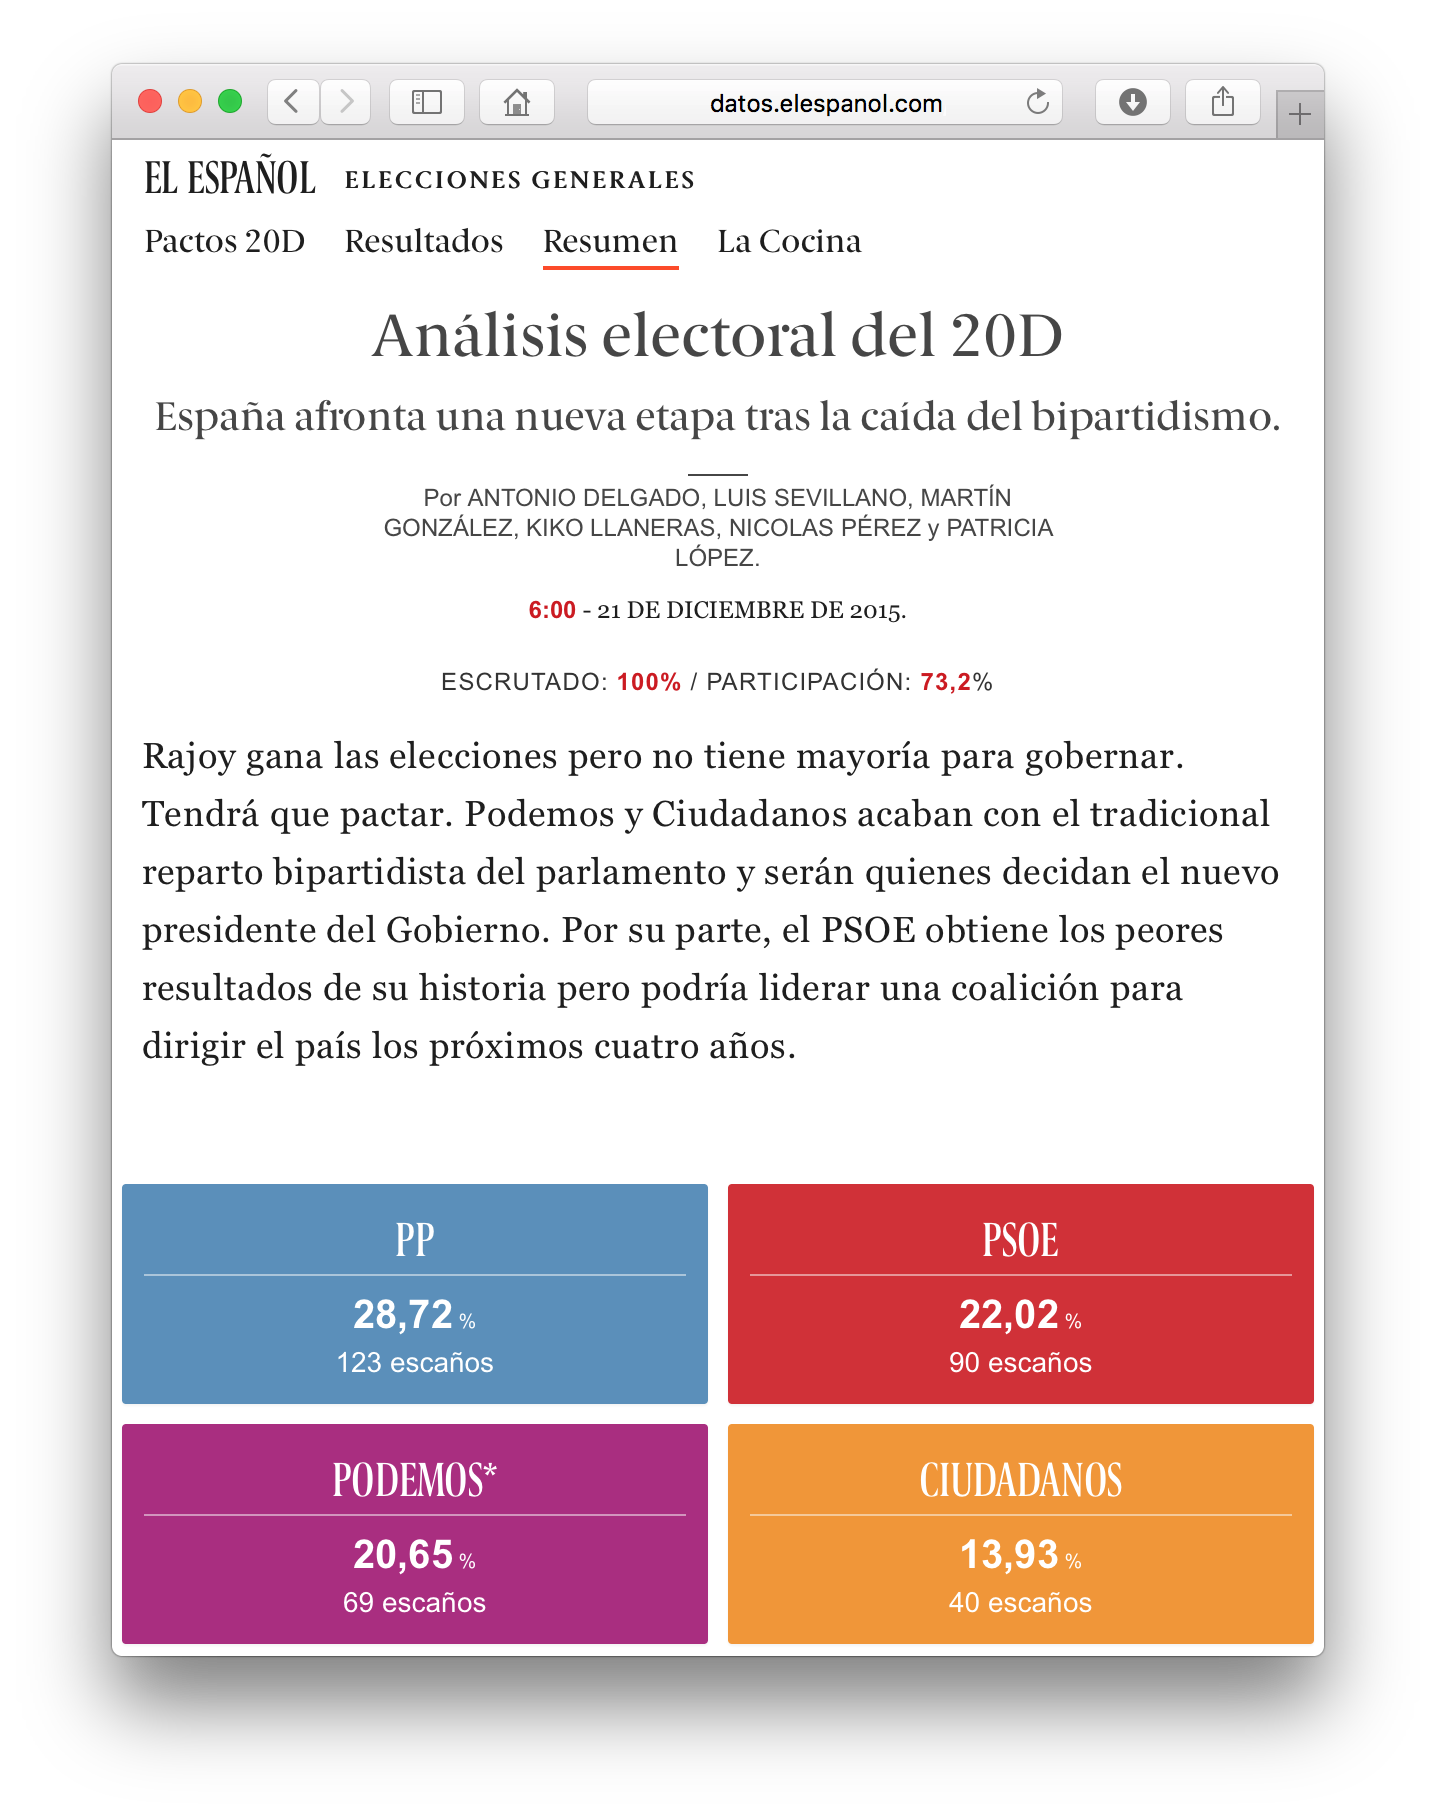 datos.elespanol.com
EL ESPAÑOL ELECCIONES GENERALES
Pactos 20D Resultados Resumen La Cocina
Análisis electoral del 20D
España afronta una nueva etapa tras la caída del bipartidismo.
Por ANTONIO DELGADO, LUIS SEVILLANO, MARTÍN
GONZÁLEZ, KIKO LLANERAS, NICOLAS PÉREZ y PATRICIA
LÓPEZ.
6:00 - 21 DE DICIEMBRE DE 2015.
ESCRUTADO: 100% / PARTICIPACIÓN: 73,2%
Rajoy gana las elecciones pero no tiene mayoría para gobernar.
Tendrá que pactar. Podemos y Ciudadanos acaban con el tradicional
reparto bipartidista del parlamento y serán quienes decidan el nuevo
presidente del Gobierno. Por su parte, el PSOE obtiene los peores
resultados de su historia pero podría liderar una coalición para
dirigir el país los próximos cuatro años.
PP
28,72 %
123 escaños
PSOE
22,02 %
90 escaños
PODEMOS*
20,65 %
69 escaños
CIUDADANOS
13,93 %
40 escaños